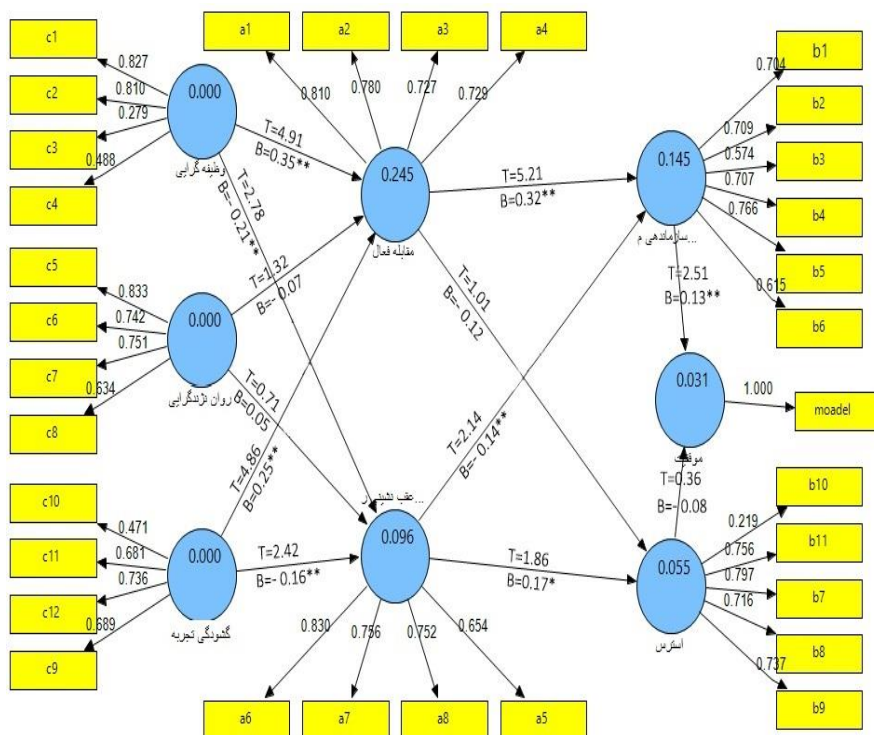 c1
0.827
c2
0.810
c3
0.279
c4
0.488
0.000
وظیفه گرایی
a1
a2
a3
a4
0.810
0.780
0.727
0.729
T=4.91
B=0.35**
T=2.78
B=- 0.21**
0.245
مقابله فعال
T=5.21
B=0.32**
0.145
سازماندهی م...
0.704
b1
0.709
b2
0.574
b3
0.707
b4
0.766
b5
0.615
b6
c5
0.833
c6
0.742
c7
0.751
c8
0.634
0.000
روان نژندگرایی
T=1.32
B=- 0.07
T=0.71
B=0.05
T=1.01
B=- 0.12
T=2.51
B=0.13**
0.031
موفقیت
1.000
moadel
T=4.86
B=0.25**
T=2.14
B=- 0.14**
T=0.36
B=- 0.08
c10
0.471
c11
0.681
c12
0.736
c9
0.689
0.000
گشودگی تجربه
T=2.42
B=- 0.16**
عقب نشینی ر...
0.096
T=1.86
B=0.17*
0.055
استرس
b10
0.219
b11
0.756
b7
0.797
b8
0.716
b9
0.737
0.830
0.756
0.752
0.654
a6
a7
a8
a5